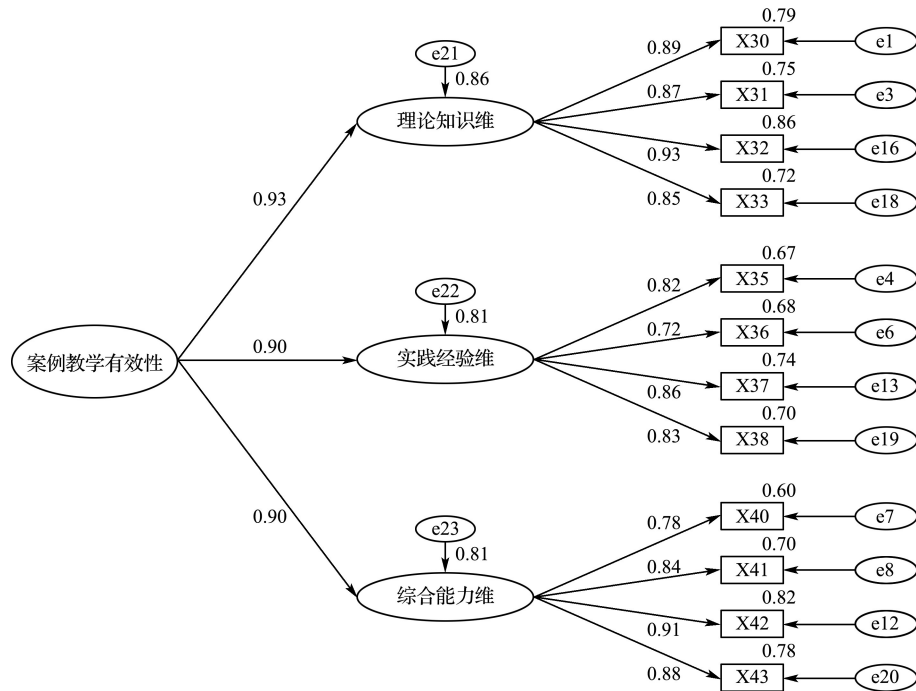 0.79
e21
0.89
X30
e1
0.86
0.75
0.87
X31
e3
理论知识维
0.86
X32
e16
0.93
0.72
0.93
0.85
X33
e18
0.67
e22
0.82
X35
e4
0.81
0.68
0.72
X36
e6
案例教学有效性
0.90
实践经验维
0.74
0.86
X37
e13
0.70
0.83
X38
e19
0.60
0.90
e23
0.78
X40
e7
0.81
0.70
0.84
X41
e8
综合能力维
0.82
0.91
X42
e12
0.78
0.88
X43
e20